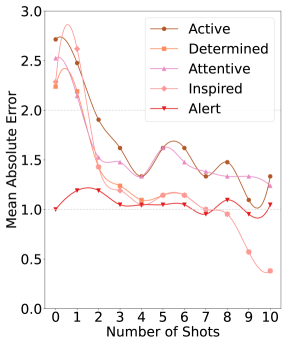 3.0
2.5
2.0
1.5
1.0
0.5
0.0
Mean Absolute Error
Active
Determined
Attentive
Inspired
Alert
0 1 2 3 4 5 6 7 8 9 10
Number of Shots